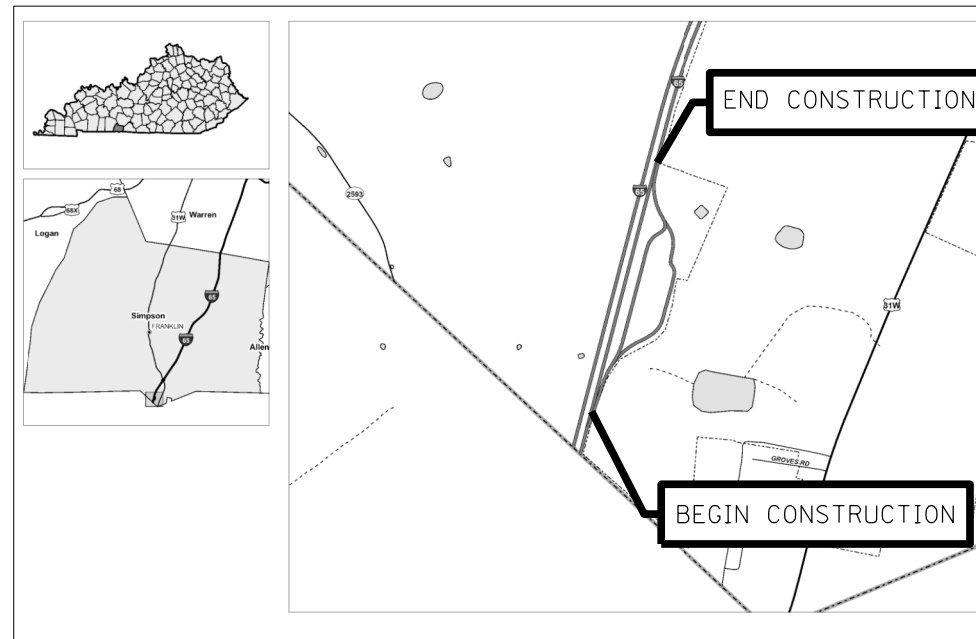 68
68X
31W
Warren
Logan
65
Simpson
FRANKLIN
65
Allen
65
END CONSTRUCTION
65
2593
31W
GROVES RD
BEGIN CONSTRUCTION